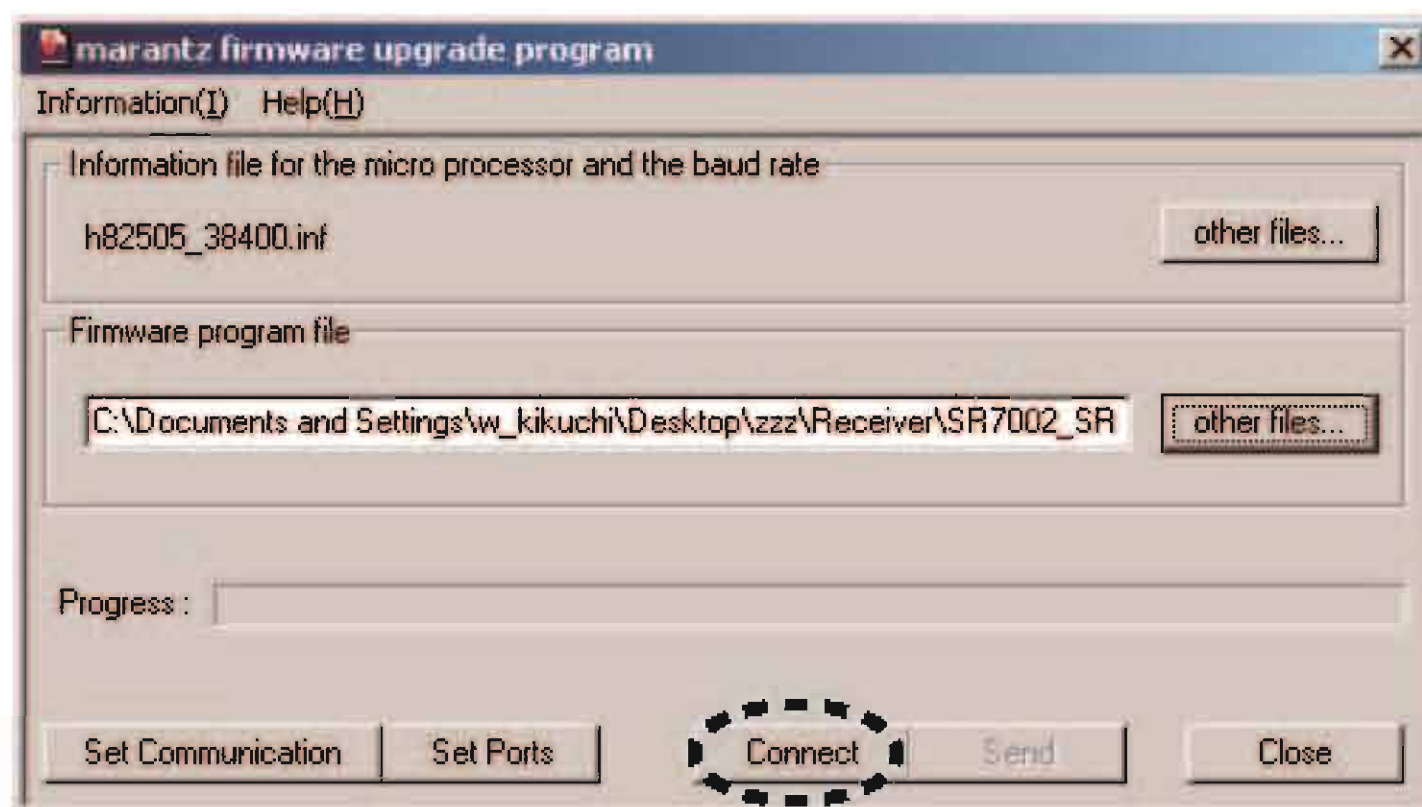 marantz firmware upgrade program
Information(I) Help(H)
Information file for the micro processor and the baud rate
h82505_38400.inf
other files...
Firmware program file
C:\Documents and Settings\w_kikuchi\Desktop\zzz\Receiver\SR7002_SR
other files...
Progress :
Set Communication Set Ports Connect Send Close